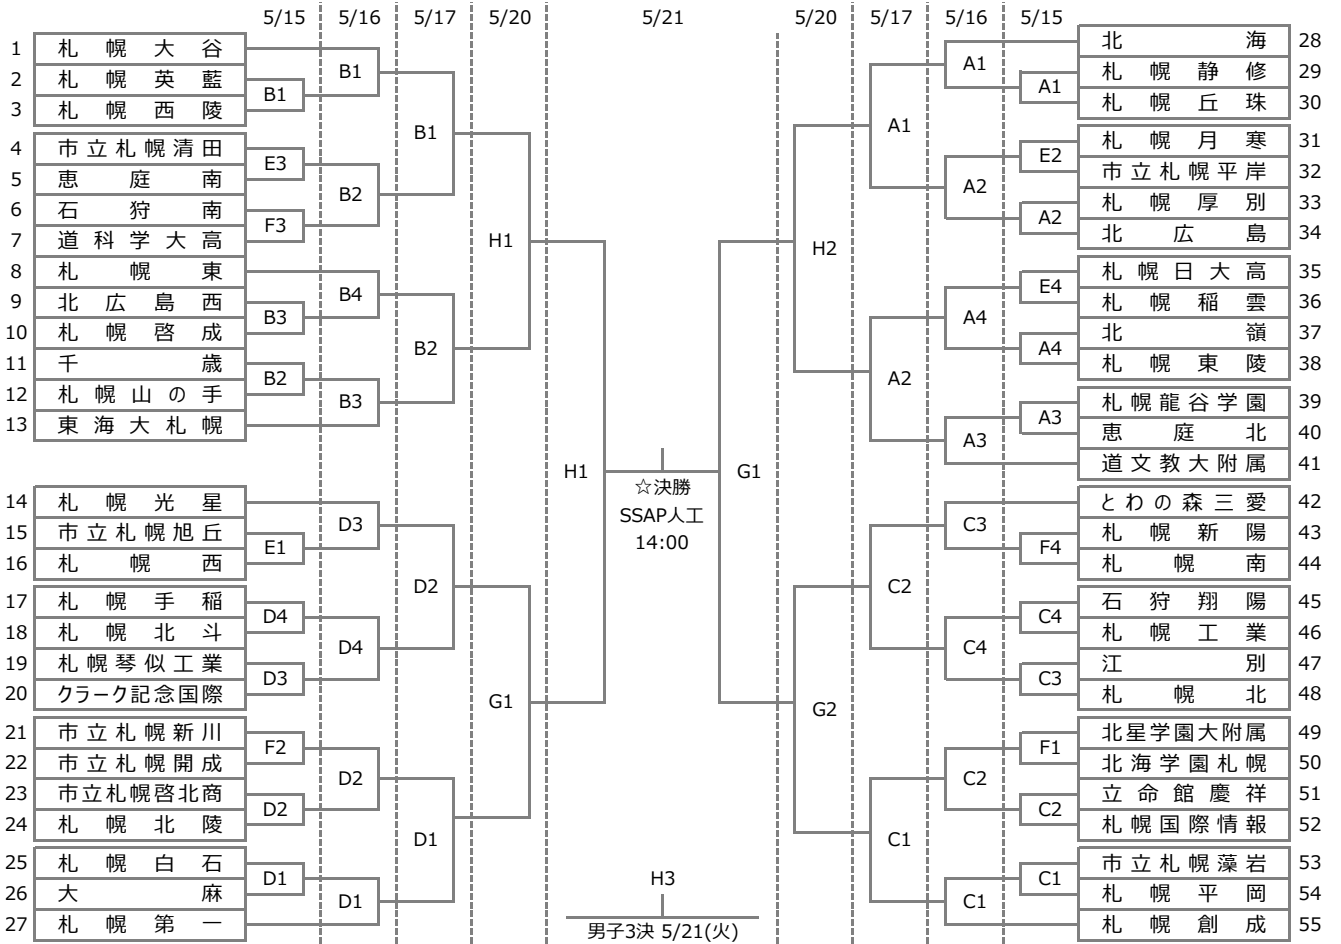 5/15 5/16 5/17 5/20 5/21 5/20 5/17 5/16 5/15
1 札幌大谷
2 札幌英藍
3 札幌西陵
4 市立札幌清田
5 恵庭南
6 石狩南
7 道科学大高
8 札幌東
9 北広島西
10 札幌啓成
11 千歳
12 札幌山の手
13 東海大札幌
14 札幌光星
15 市立札幌旭丘
16 札幌西
17 札幌手稲
18 札幌北斗
19 札幌琴似工業
20 クラーク記念国際
21 市立札幌新川
22 市立札幌開成
23 市立札幌啓北商
24 札幌北陵
25 札幌白石
26 大麻
27 札幌第一
B1
E3
F3
B3
B2
E1
D4
D3
F2
D2
D1
B1
B2
B4
B3
D3
D4
D2
D1
B1
B2
D2
D1
H1
G1
H1
☆決勝
SSAP人工
14:00
H3
男子3決 5/21(火)
G1
H2
G2
A1
A2
C2
C1
A1
A2
A4
A3
C3
C4
C2
C1
A1
E2
A2
E4
A4
A3
F4
C4
C3
F1
C2
C1
北海 28
札幌静修 29
札幌丘珠 30
札幌月寒 31
市立札幌平岸 32
札幌厚別 33
北広島 34
札幌日大高 35
札幌稲雲 36
北嶺 37
札幌東陵 38
札幌龍谷学園 39
恵庭北 40
道文教大附属 41
とわの森三愛 42
札幌新陽 43
札幌南 44
石狩翔陽 45
札幌工業 46
江別 47
札幌北 48
北星学園大附属 49
北海学園札幌 50
立命館慶祥 51
札幌国際情報 52
市立札幌藻岩 53
札幌平岡 54
札幌創成 55